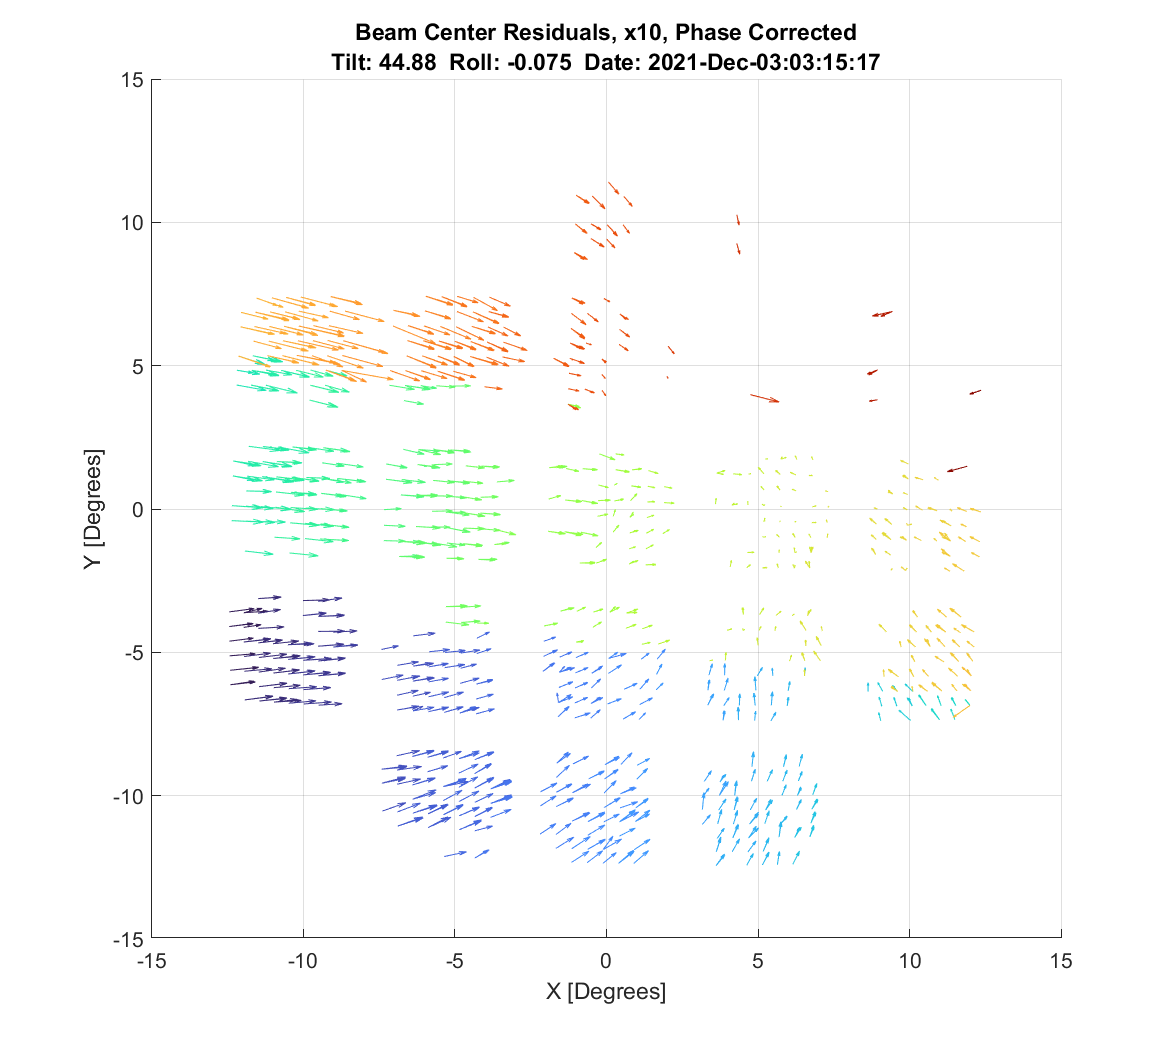 Beam Center Residuals, x10, Phase Corrected
Tilt: 44.88  Roll: -0.075  Date: 2021-Dec-03:03:15:17
15
10
5
0
-5
-10
-15
Y [Degrees]
-15 -10 -5 0 5 10 15
X [Degrees]